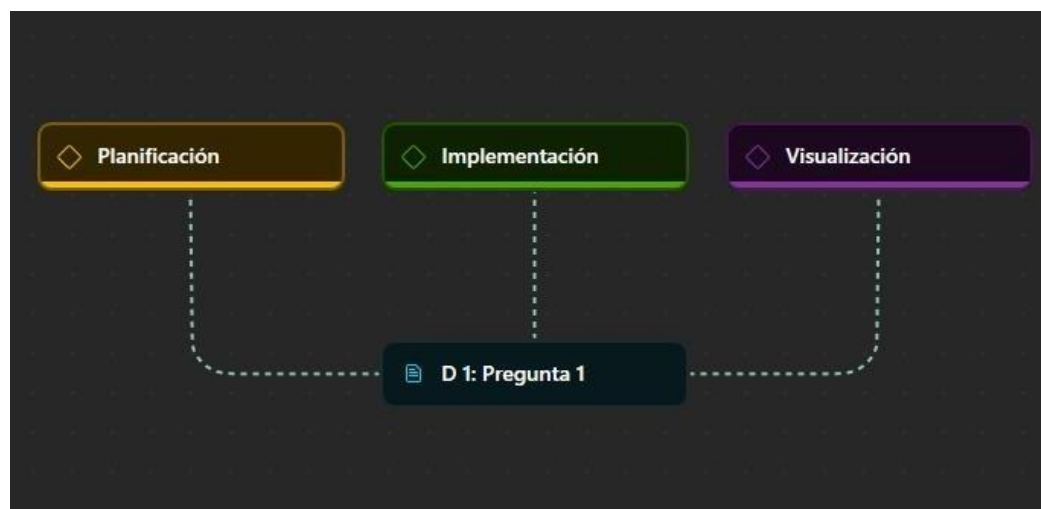 Planificación
Implementación
Visualización
D 1: Pregunta 1